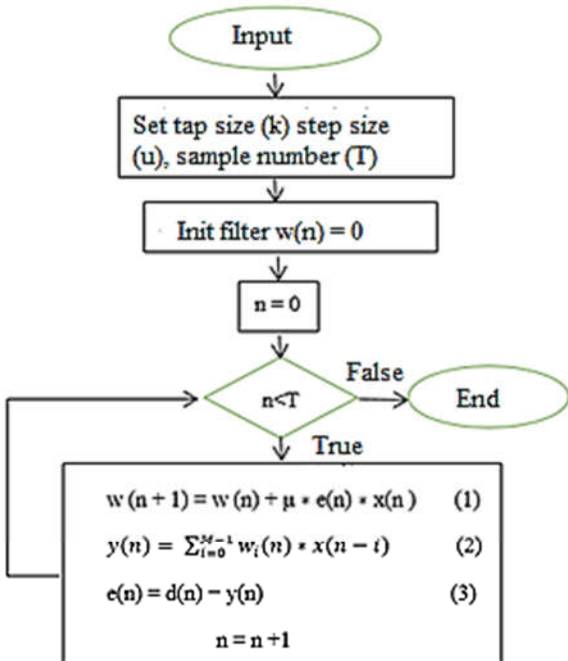 Input
Set tap size (k) step size
(u), sample number (T)
Init filter w(n) = 0
n = 0
n<T
False
End
True
w (n + 1) = w (n) + μ * e(n) * x(n ) (1)
y(n) = ∑_{i=0}^{M-1} w_i(n) * x(n − i) (2)
e(n) = d(n) − y(n) (3)
n = n +1